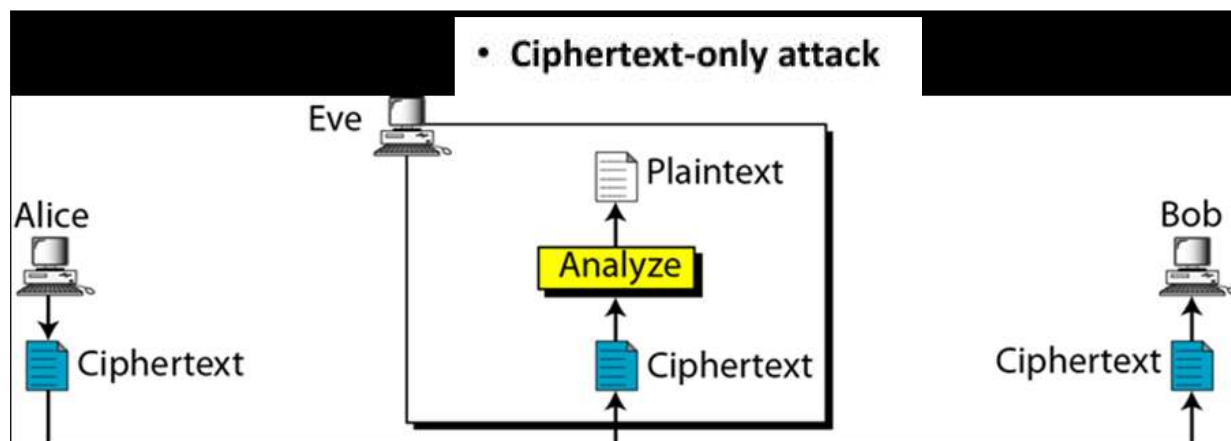 • Ciphertext-only attack
Eve
Plaintext
Alice
Bob
Analyze
Ciphertext
Ciphertext
Ciphertext